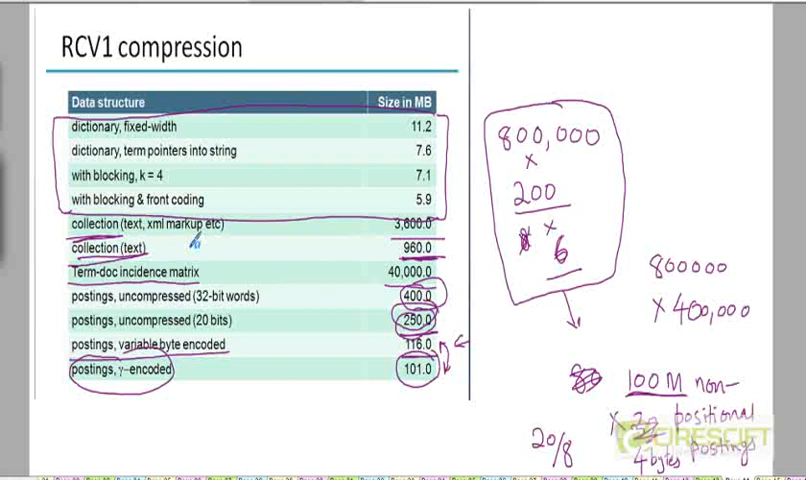 RCV1 compression
Data structure Size in MB
dictionary, fixed-width 11.2
dictionary, term pointers into string 7.6
with blocking, k = 4 7.1
with blocking & front coding 5.9
collection (text, xml markup etc) 3,600.0
collection (text) 960.0
Term-doc incidence matrix 40,000.0
postings, uncompressed (32-bit words) 400.0
postings, uncompressed (20 bits) 250.0
postings, variable byte encoded 116.0
postings, γ-encoded 101.0
800,000
×
200
×
6
800000
× 400,000
100M non-
× 32 positional
20/8
4 bytes postings